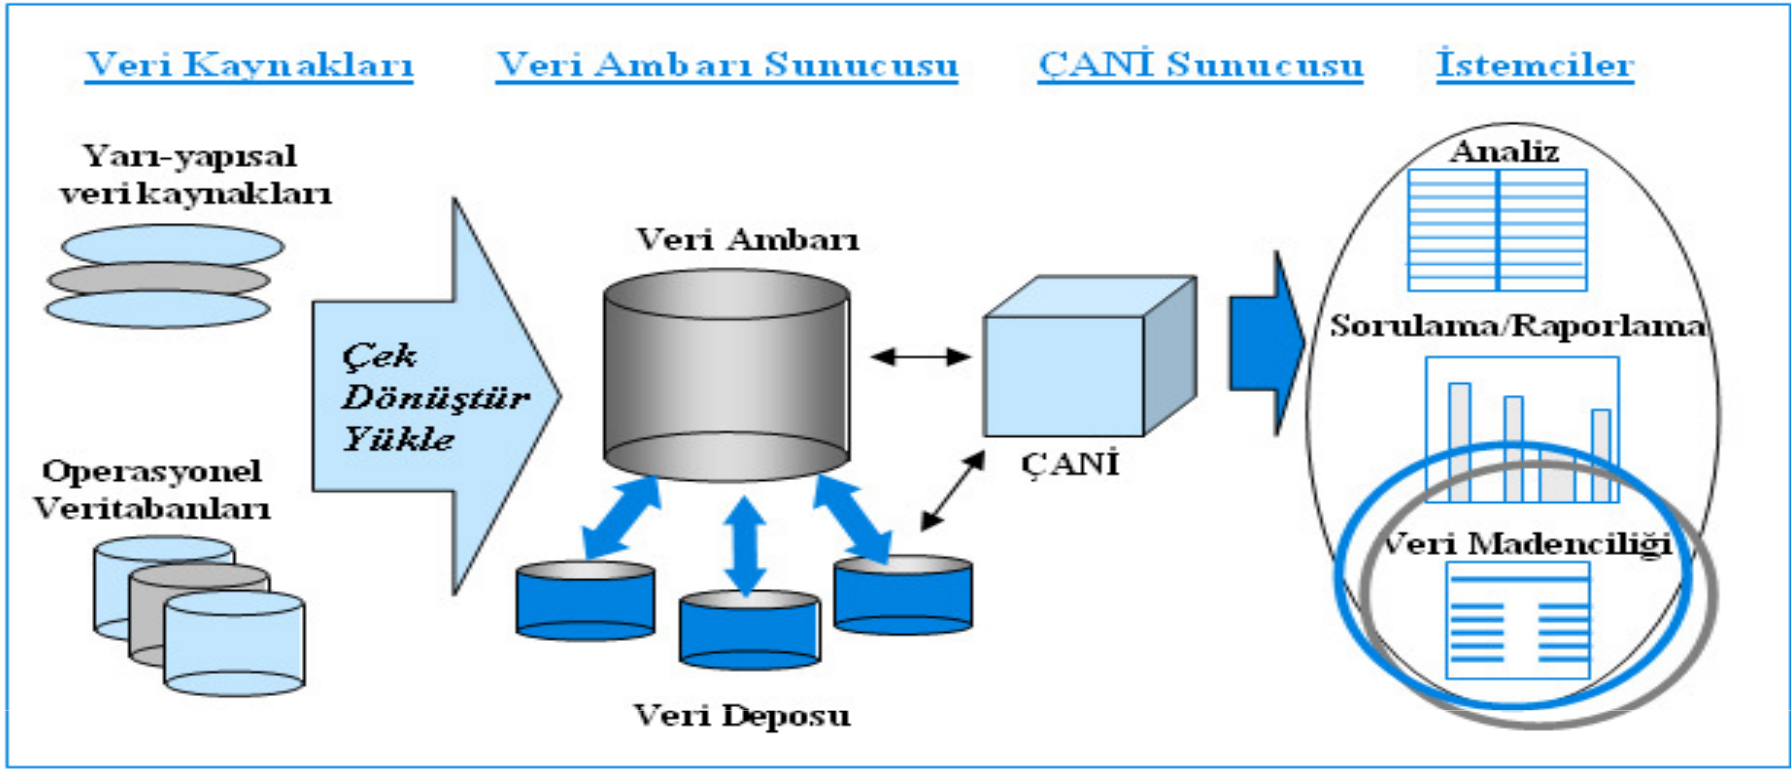 Veri Kaynakları
Veri Ambarı Sunucusu
ÇANİ Sunucusu
İstemciler
Yarı-yapısal
veri kaynakları
Operasyonel
Veritabanları
Çek
Dönüştür
Yükle
Veri Ambarı
Veri Deposu
ÇANİ
Analiz
Sorulama/Raporlama
Veri Madenciliği